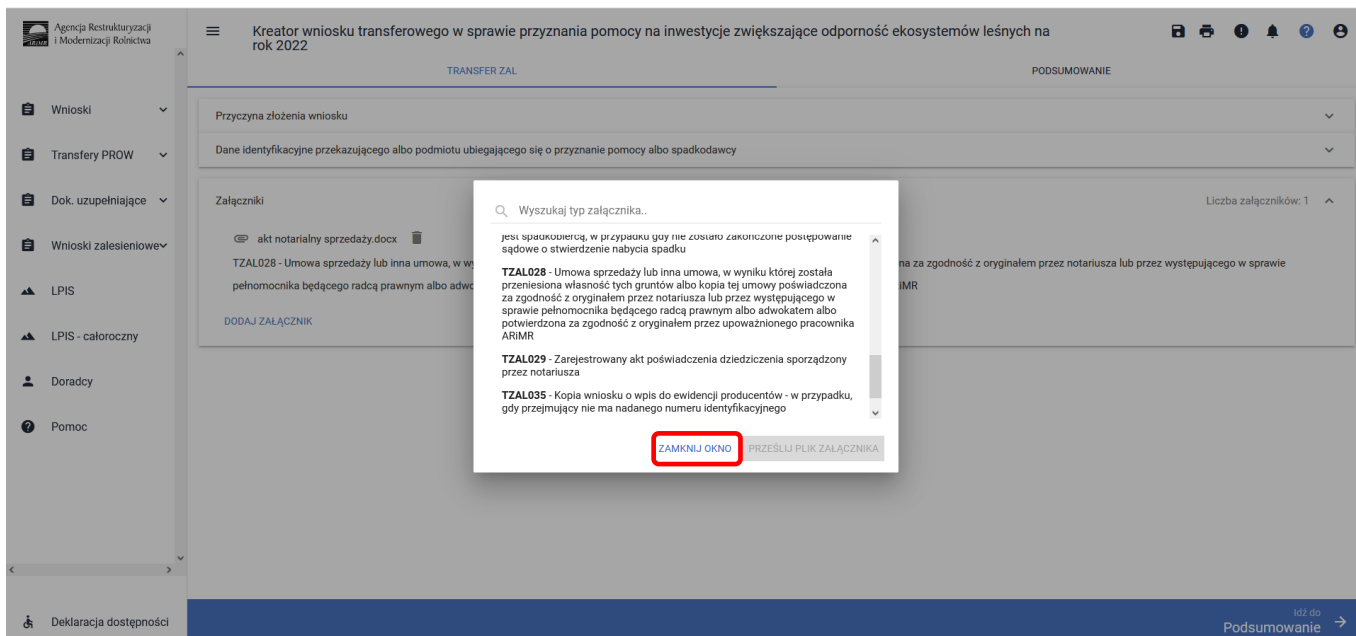 Agencja Restrukturyzacji
i Modernizacji Rolnictwa
ARiMR
Kreator wniosku transferowego w sprawie przyznania pomocy na inwestycje zwiększające odporność ekosystemów leśnych na
rok 2022
TRANSFER ZAL
PODSUMOWANIE
Wnioski
Transfery PROW
Dok. uzupełniające
Wnioski zalesieniowe
LPIS
LPIS - całoroczny
Doradcy
Pomoc
Deklaracja dostępności
Przyczyna złożenia wniosku
Dane identyfikacyjne przekazującego albo podmiotu ubiegającego się o przyznanie pomocy albo spadkodawcy
Załączniki
Liczba załączników: 1
akt notarialny sprzedaży.docx
TZAL028 - Umowa sprzedaży lub inna umowa, w
na za zgodność z oryginałem przez notariusza lub przez występującego w sprawie
pełnomocnika będącego radcą prawnym albo
DODAJ ZAŁĄCZNIK
Wyszukaj typ załącznika..
jest spadkobiercą, w przypadku gdy nie zostało zakończone postępowanie
sądowe o stwierdzenie nabycia spadku
TZAL028 - Umowa sprzedaży lub inna umowa, w wyniku której została
przeniesiona własność tych gruntów albo kopia tej umowy poświadczona
za zgodność z oryginałem przez notariusza lub przez występującego w
sprawie pełnomocnika będącego radcą prawnym albo adwokatem albo
potwierdzona za zgodność z oryginałem przez upoważnionego pracownika
ARiMR
TZAL029 - Zarejestrowany akt poświadczenia dziedziczenia sporządzony
przez notariusza
TZAL035 - Kopia wniosku o wpis do ewidencji producentów - w przypadku,
gdy przejmujący nie ma nadanego numeru identyfikacyjnego
ZAMKNIJ OKNO
PRZEŚLIJ PLIK ZAŁĄCZNIKA
Idź do
Podsumowanie